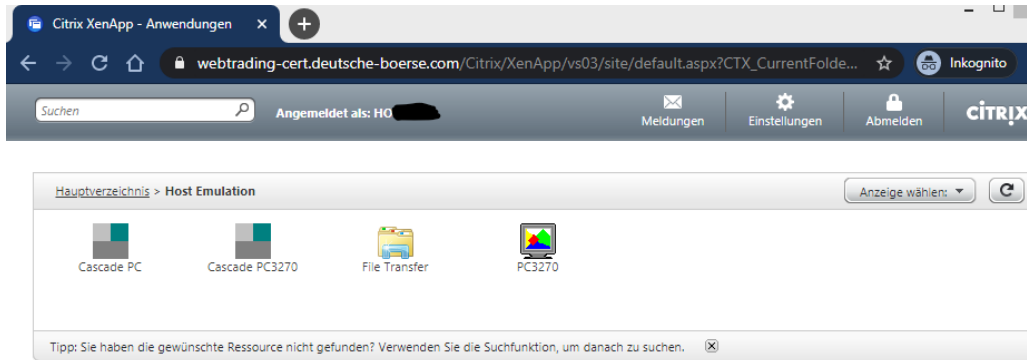 Citrix XenApp - Anwendungen
webtrading-cert.deutsche-boerse.com/Citrix/XenApp/vs03/site/default.aspx?CTX_CurrentFolde... Inkognito
Suchen Angemeldet als: HO Meldungen Einstellungen Abmelden CITRIX
Hauptverzeichnis > Host Emulation Anzeige wählen:
Cascade PC Cascade PC3270 File Transfer PC3270
Tipp: Sie haben die gewünschte Ressource nicht gefunden? Verwenden Sie die Suchfunktion, um danach zu suchen.